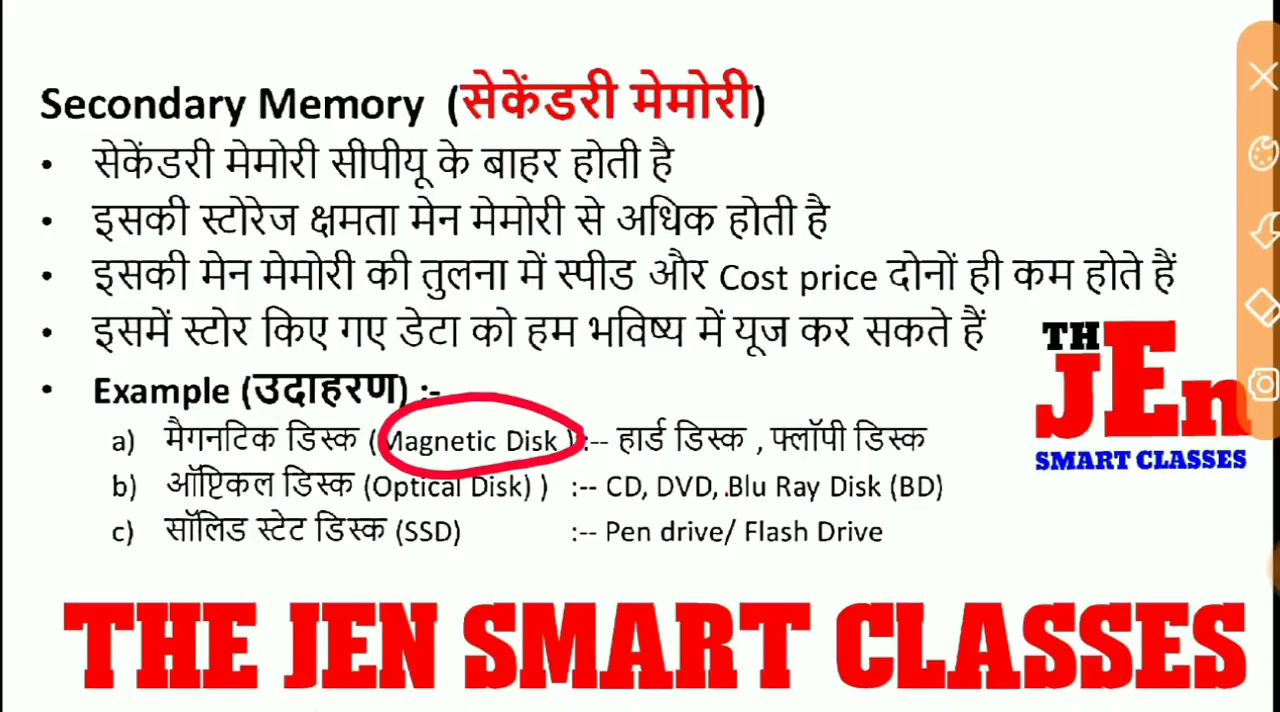 Secondary Memory (सेकेंडरी मेमोरी)
• सेकेंडरी मेमोरी सीपीयू के बाहर होती है
• इसकी स्टोरेज क्षमता मेन मेमोरी से अधिक होती है
• इसकी मेन मेमोरी की तुलना में स्पीड और Cost price दोनों ही कम होते हैं
• इसमें स्टोर किए गए डेटा को हम भविष्य में यूज कर सकते हैं
• Example (उदाहरण) :-
a) मैगनटिक डिस्क (Magnetic Disk ) :-- हार्ड डिस्क , फ्लॉपी डिस्क
b) ऑप्टिकल डिस्क (Optical Disk) ) :-- CD, DVD, Blu Ray Disk (BD)
c) सॉलिड स्टेट डिस्क (SSD) :-- Pen drive/ Flash Drive
THE
JEn
SMART CLASSES
THE JEN SMART CLASSES